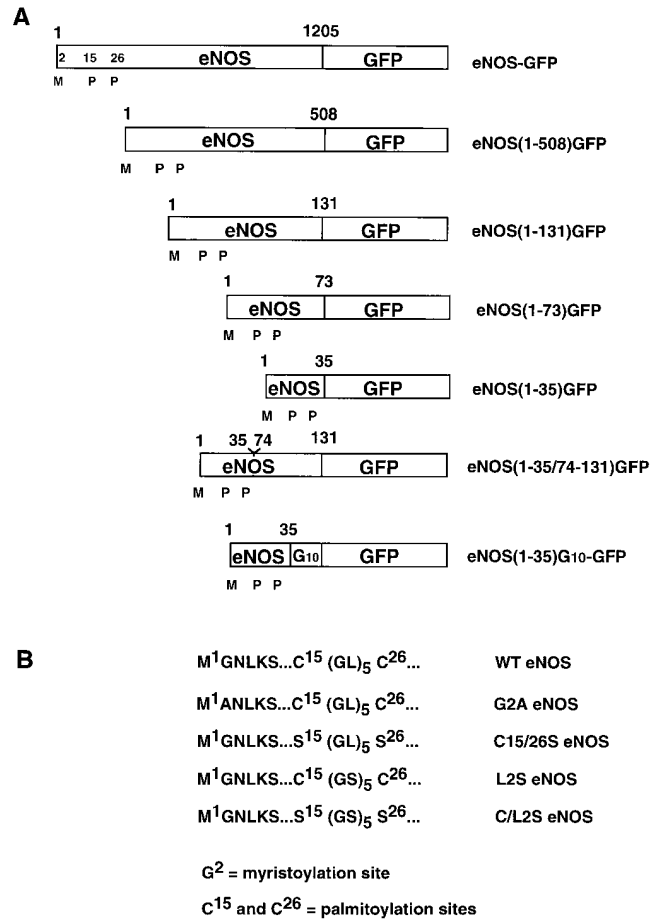 A
1 1205
2 15 26 eNOS GFP eNOS-GFP
M P P
1 508
eNOS GFP eNOS(1-508)GFP
M P P
1 131
eNOS GFP eNOS(1-131)GFP
M P P
1 73
eNOS GFP eNOS(1-73)GFP
M P P
1 35
eNOS GFP eNOS(1-35)GFP
M P P
1 35 74 131
eNOS GFP eNOS(1-35/74-131)GFP
M P P
1 35
eNOS G10 GFP eNOS(1-35)G10-GFP
M P P
B
M1GNLKS...C15 (GL)5 C26... WT eNOS
M1ANLKS...C15 (GL)5 C26... G2A eNOS
M1GNLKS...S15 (GL)5 S26... C15/26S eNOS
M1GNLKS...C15 (GS)5 C26... L2S eNOS
M1GNLKS...S15 (GS)5 S26... C/L2S eNOS
G2 = myristoylation site
C15 and C26 = palmitoylation sites